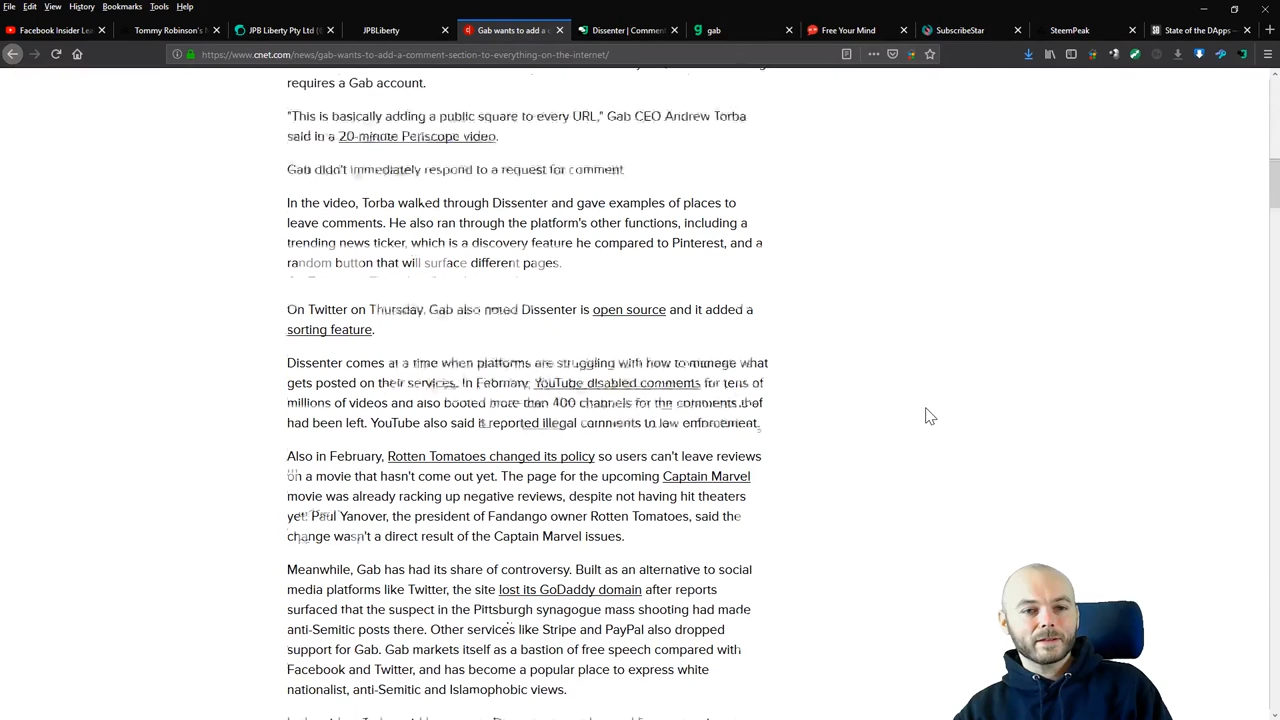 File Edit View History Bookmarks Tools Help
Facebook Insider Lea
Tommy Robinson's N
JPB Liberty Pty Ltd (
JPBLiberty
Gab wants to add a c
Dissenter | Comment
gab
Free Your Mind
SubscribeStar
SteemPeak
State of the DApps
https://www.cnet.com/news/gab-wants-to-add-a-comment-section-to-everything-on-the-internet/
requires a Gab account.
"This is basically adding a public square to every URL," Gab CEO Andrew Torba
said in a 20-minute Periscope video.
Gab didn't immediately respond to a request for comment
In the video, Torba walked through Dissenter and gave examples of places to
leave comments. He also ran through the platform's other functions, including a
trending news ticker, which is a discovery feature he compared to Pinterest, and a
random button that will surface different pages.
On Twitter on Thursday, Gab also Dissenter is open source and it added a
sorting feature.
Dissenter comes at a time when platforms are struggling with how to manage what
gets posted on their services. In February, YouTube disabled comments for tens of
millions of videos and also booted more than 400 channels for the comments that
had been left. YouTube also said it reported illegal comments to law enforcement.
Also in February, Rotten Tomatoes changed its policy so users can't leave reviews
on a movie that hasn't come out yet. The page for the upcoming Captain Marvel
movie was already racking up negative reviews, despite not having hit theaters
yet. Paul Yanover, the president of Fandango owner Rotten Tomatoes, said the
change wasn't a direct result of the Captain Marvel issues.
Meanwhile, Gab has had its share of controversy. Built as an alternative to social
media platforms like Twitter, the site lost its GoDaddy domain after reports
surfaced that the suspect in the Pittsburgh synagogue mass shooting had made
anti-Semitic posts there. Other services like Stripe and PayPal also dropped
support for Gab. Gab markets itself as a bastion of free speech compared with
Facebook and Twitter, and has become a popular place to express white
nationalist, anti-Semitic and Islamophobic views.